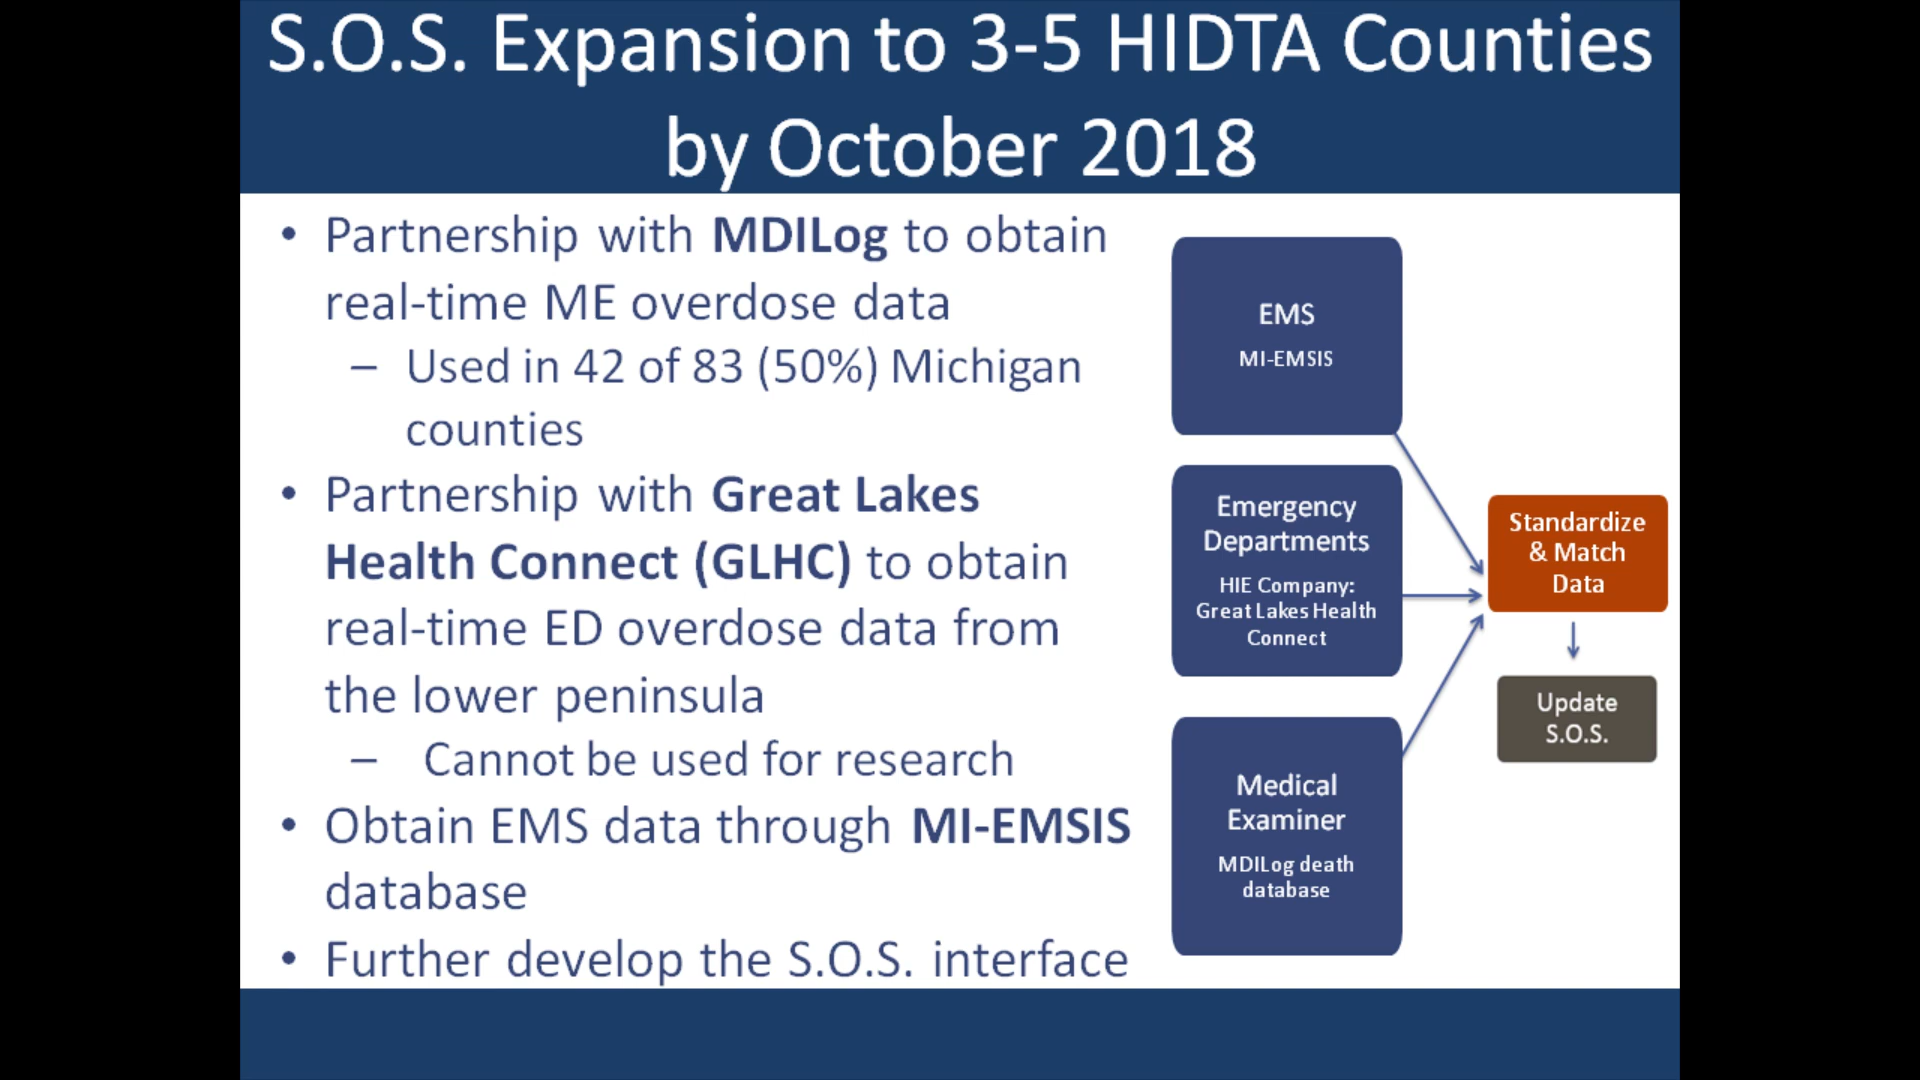 S.O.S. Expansion to 3-5 HIDTA Counties
by October 2018
• Partnership with MDILog to obtain
real-time ME overdose data
– Used in 42 of 83 (50%) Michigan
counties
• Partnership with Great Lakes
Health Connect (GLHC) to obtain
real-time ED overdose data from
the lower peninsula
– Cannot be used for research
• Obtain EMS data through MI-EMSIS
database
• Further develop the S.O.S. interface
EMS
MI-EMSIS
Emergency
Departments
HIE Company:
Great Lakes Health
Connect
Medical
Examiner
MDILog death
database
Standardize
& Match
Data
Update
S.O.S.